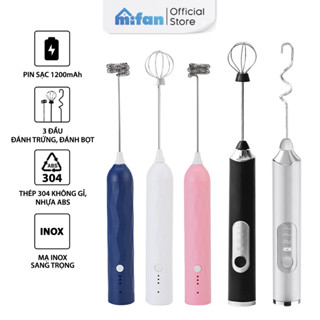 mifan
Official
Store
PIN SẠC 1200mAh
3 ĐẦU
ĐÁNH TRỨNG, ĐÁNH BỌT
ABS
304
THÉP 304 KHÔNG GỈ,
NHỰA ABS
INOX
MẠ INOX
SANG TRỌNG